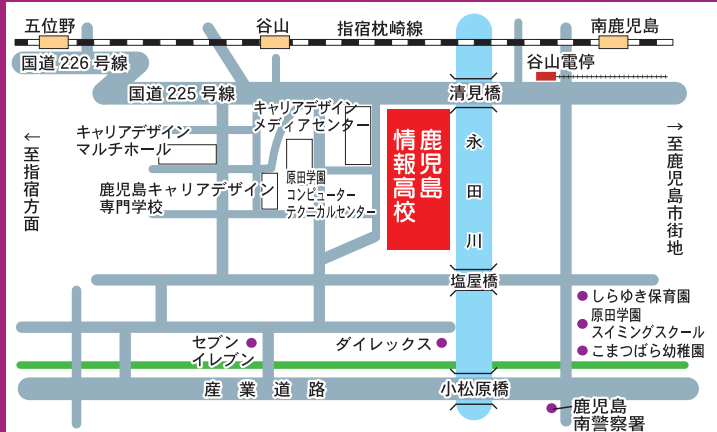 五位野
谷山
指宿枕崎線
南鹿児島
国道226号線
谷山電停
国道225号線
清見橋
キャリアデザイン
メディアセンター
キャリアデザイン
マルチホール
鹿児島
情報高校
永田川
←至指宿方面
→至鹿児島市街地
鹿児島キャリアデザイン
専門学校
原田学園
コンピューター
テクニカルセンター
塩屋橋
しらゆき保育園
原田学園
スイミングスクール
こまつばら幼稚園
セブン
イレブン
ダイレックス
産業道路
小松原橋
鹿児島
南警察署